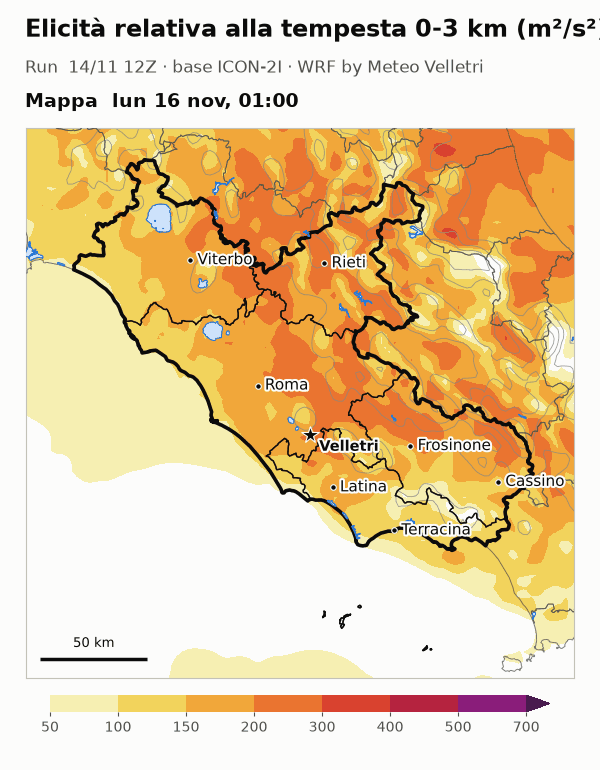 Elicità relativa alla tempesta 0-3 km (m²/s²)
Run 14/11 12Z · base ICON-2I · WRF by Meteo Velletri
Mappa lun 16 nov, 01:00
Viterbo
Rieti
Roma
Velletri
Frosinone
Cassino
Latina
Terracina
50 km
50 100 150 200 300 400 500 700